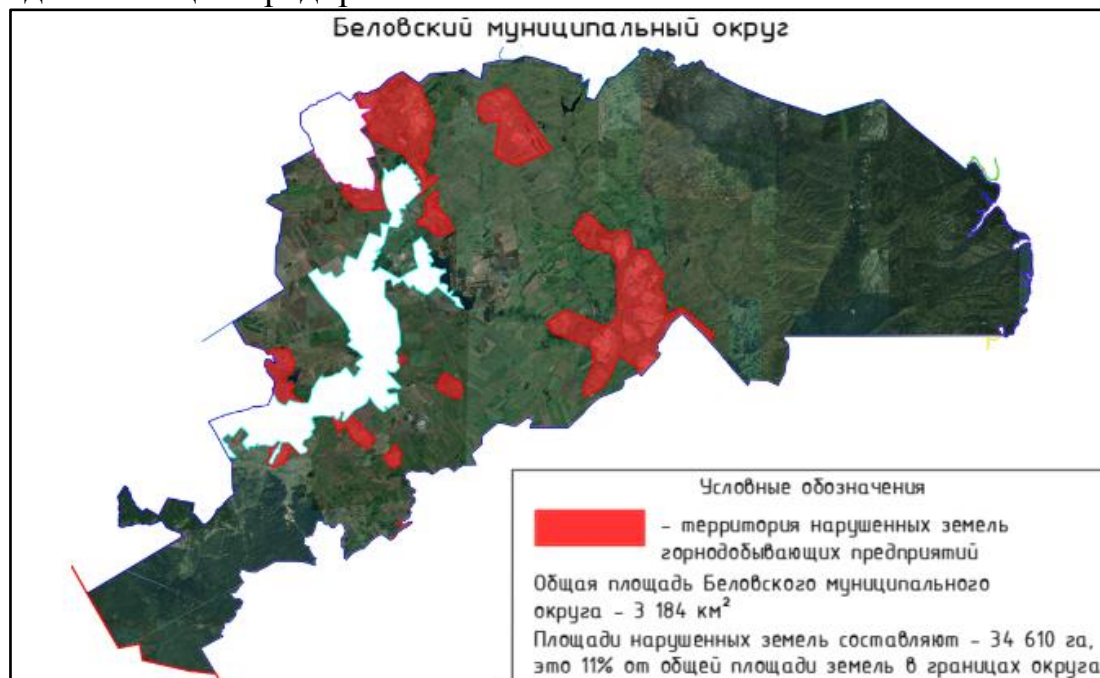 Беловский муниципальный округ
Условные обозначения
- территория нарушенных земель
горнодобывающих предприятий
Общая площадь Беловского муниципального
округа - 3 184 км²
Площади нарушенных земель составляют - 34 610 га,
это 11% от общей площади земель в границах округа